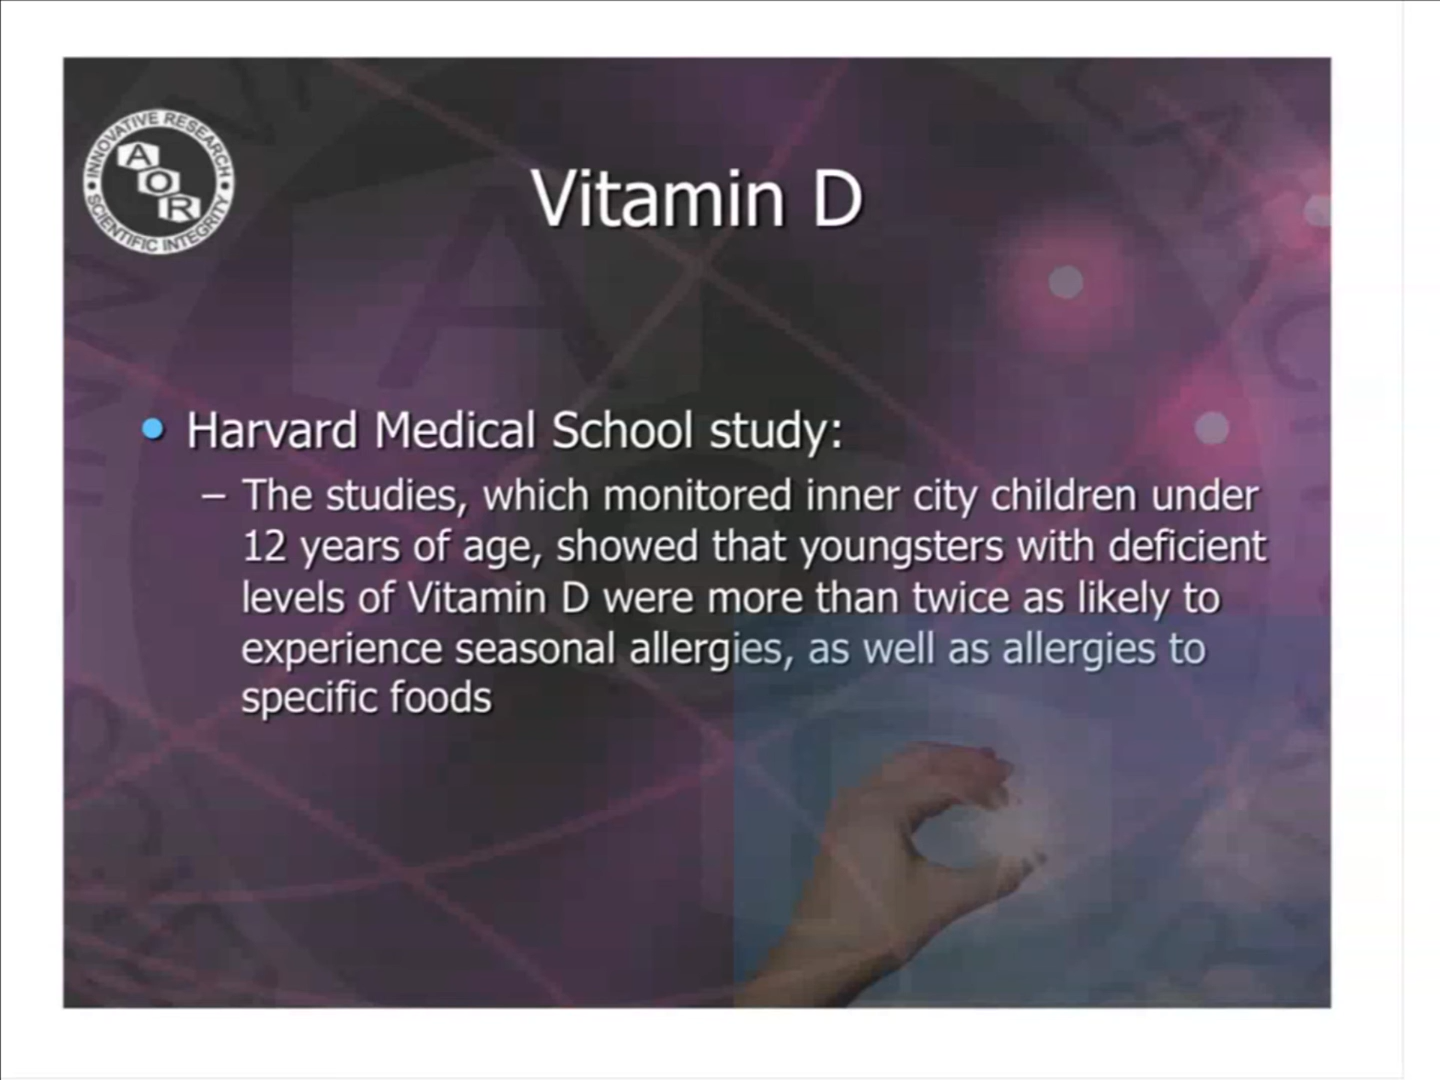 INNOVATIVE RESEARCH
A
O
R
SCIENTIFIC INTEGRITY
Vitamin D
• Harvard Medical School study:
– The studies, which monitored inner city children under
12 years of age, showed that youngsters with deficient
levels of Vitamin D were more than twice as likely to
experience seasonal allergies, as well as allergies to
specific foods